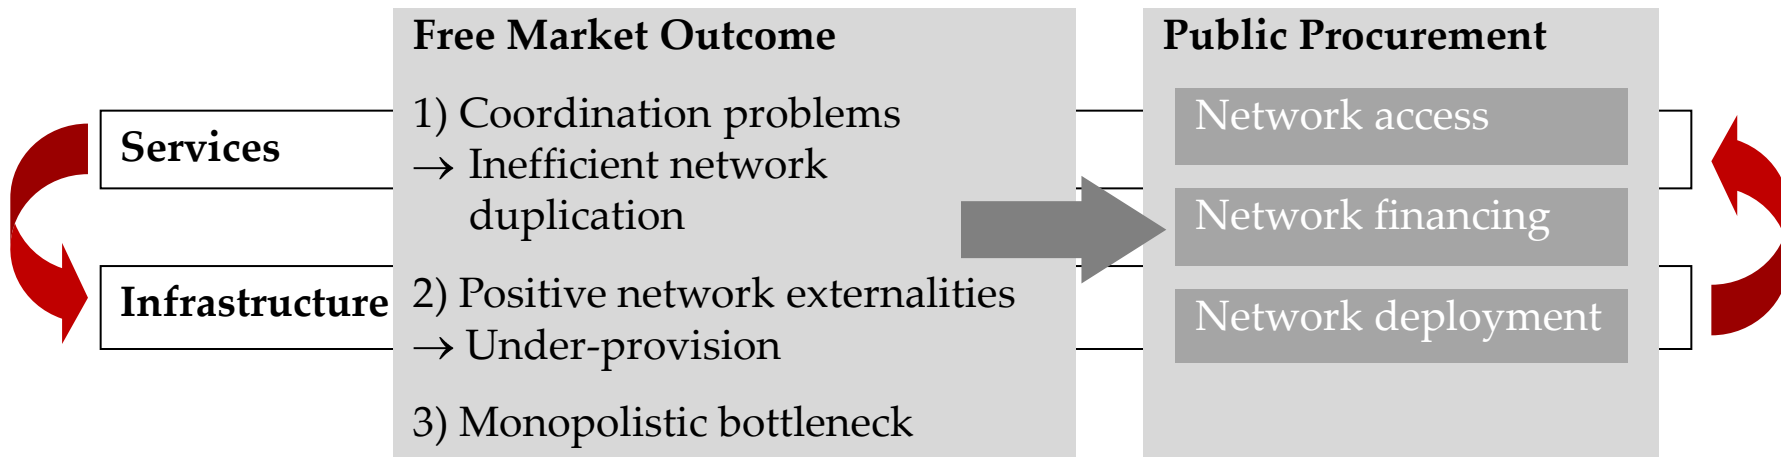 Services
Infrastructure
Free Market Outcome
1) Coordination problems
→ Inefficient network
duplication
2) Positive network externalities
→ Under-provision
3) Monopolistic bottleneck
Public Procurement
Network access
Network financing
Network deployment